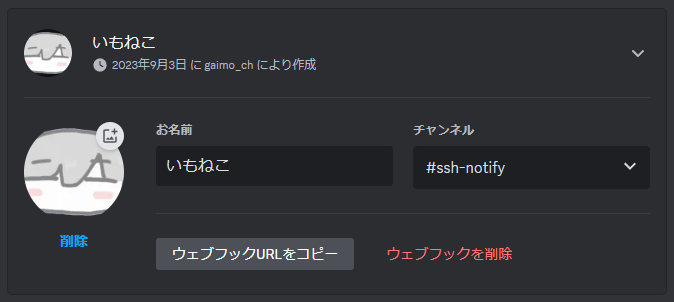 いもねこ
2023年9月3日 に gaimo_ch により作成
お名前
チャンネル
いもねこ
#ssh-notify
削除
ウェブフックURLをコピー
ウェブフックを削除